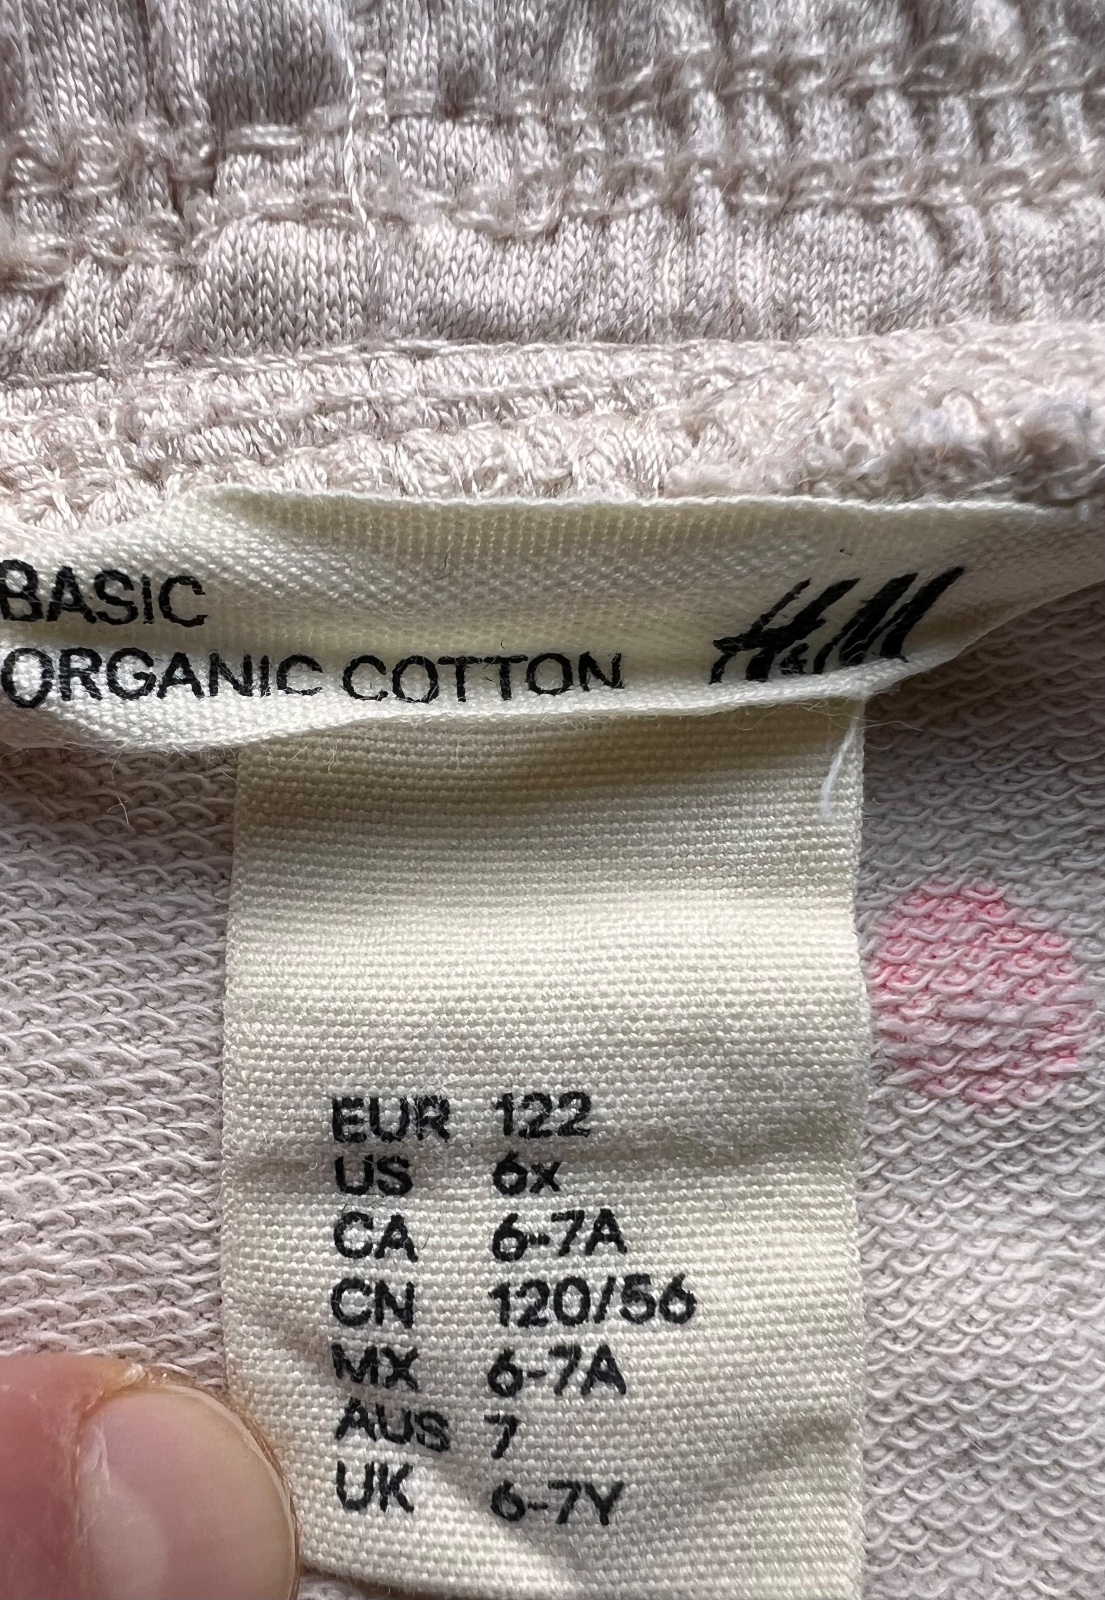 BASIC
ORGANIC COTTON H&M
EUR 122
US 6x
CA 6-7A
CN 120/56
MX 6-7A
AUS 7
UK 6-7Y